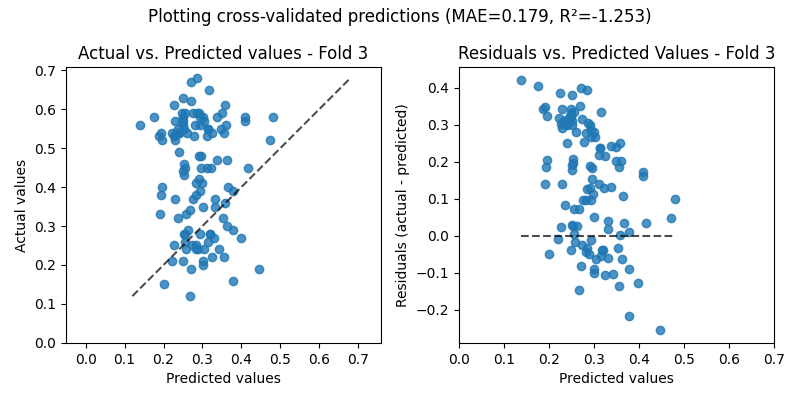 Plotting cross-validated predictions (MAE=0.179, R²=-1.253)
Actual vs. Predicted values - Fold 3
Actual values
0.7
0.6
0.5
0.4
0.3
0.2
0.1
0.0
0.0 0.1 0.2 0.3 0.4 0.5 0.6 0.7
Predicted values
Residuals vs. Predicted Values - Fold 3
Residuals (actual - predicted)
0.4
0.3
0.2
0.1
0.0
−0.1
−0.2
0.0 0.1 0.2 0.3 0.4 0.5 0.6 0.7
Predicted values